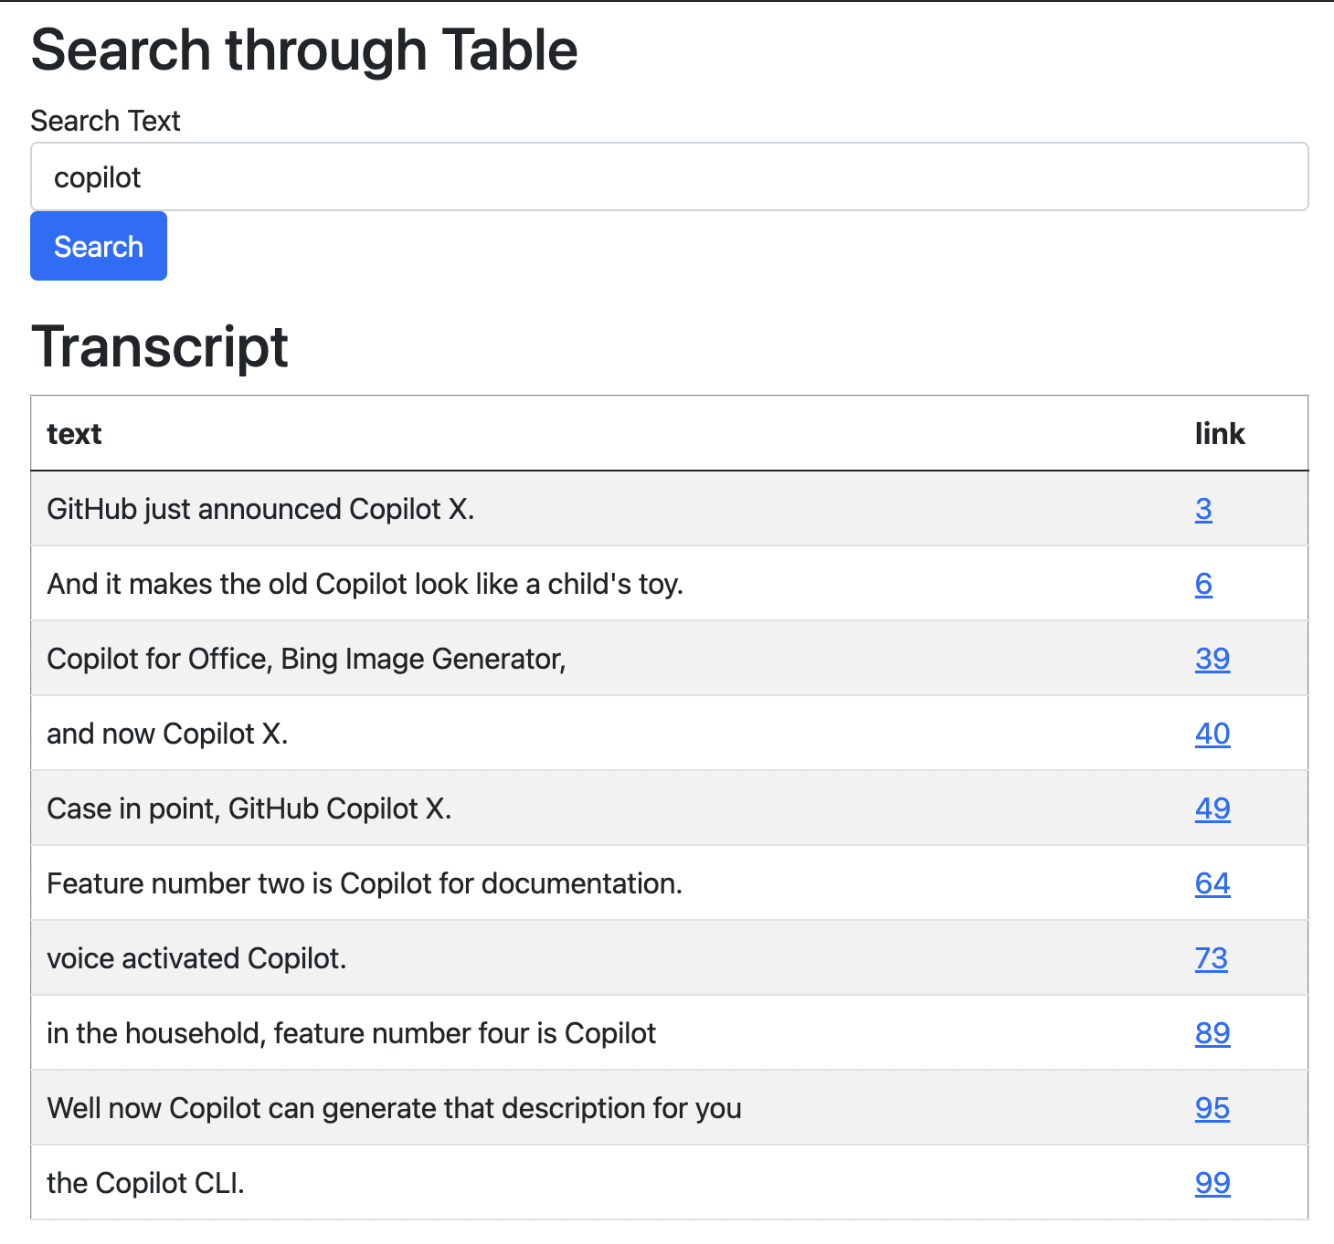 Search through Table
Search Text
copilot
Search
Transcript
text link
GitHub just announced Copilot X. 3
And it makes the old Copilot look like a child's toy. 6
Copilot for Office, Bing Image Generator, 39
and now Copilot X. 40
Case in point, GitHub Copilot X. 49
Feature number two is Copilot for documentation. 64
voice activated Copilot. 73
in the household, feature number four is Copilot 89
Well now Copilot can generate that description for you 95
the Copilot CLI. 99